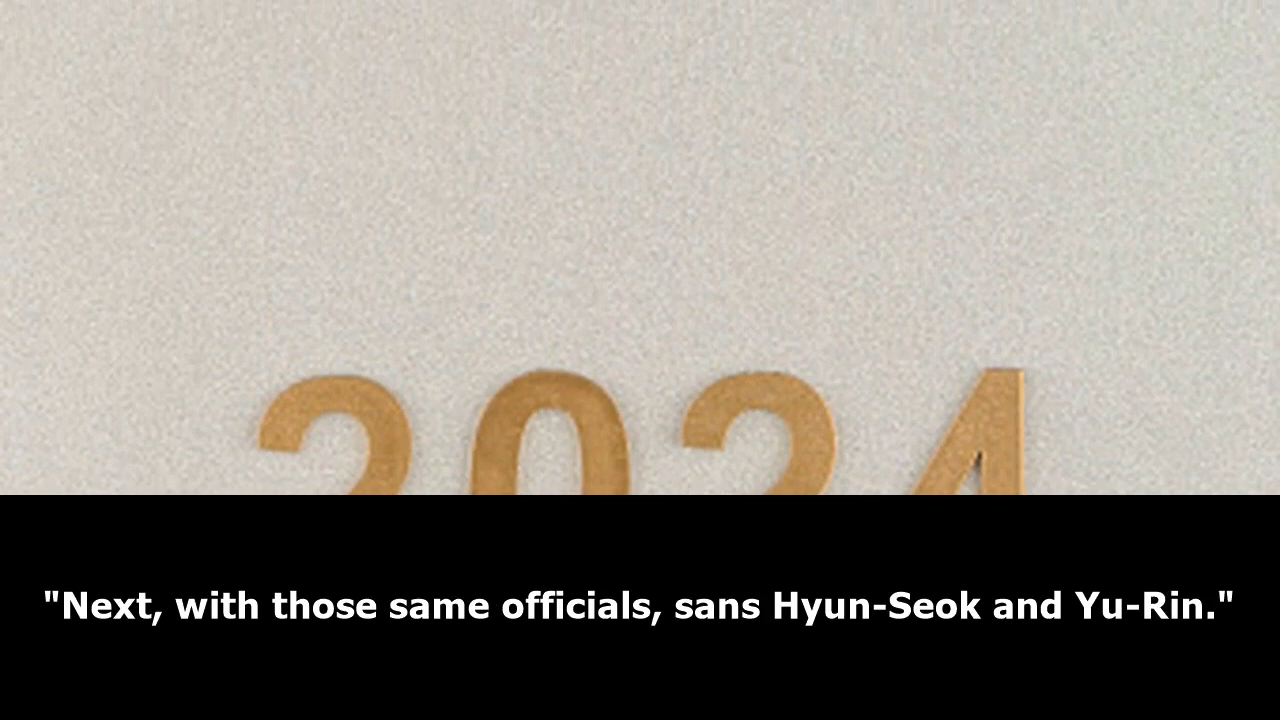 2024
"Next, with those same officials, sans Hyun-Seok and Yu-Rin."